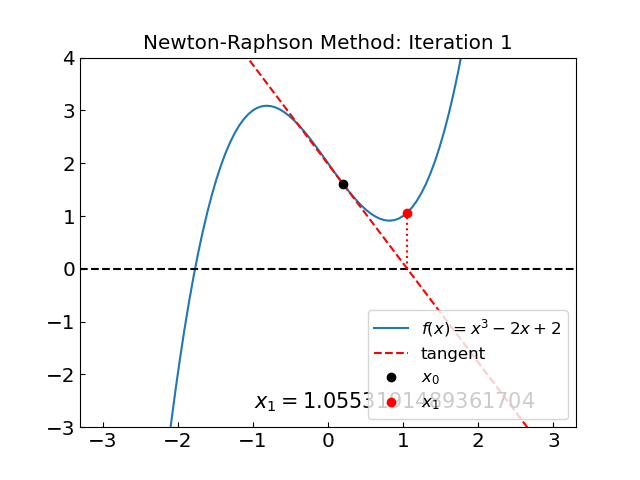 Newton-Raphson Method: Iteration 1
4
3
2
1
0
−1
−2
−3
f(x) = x³ − 2x + 2
tangent
x₀
x₁
x₁ = 1.0553191489361704
−3 −2 −1 0 1 2 3